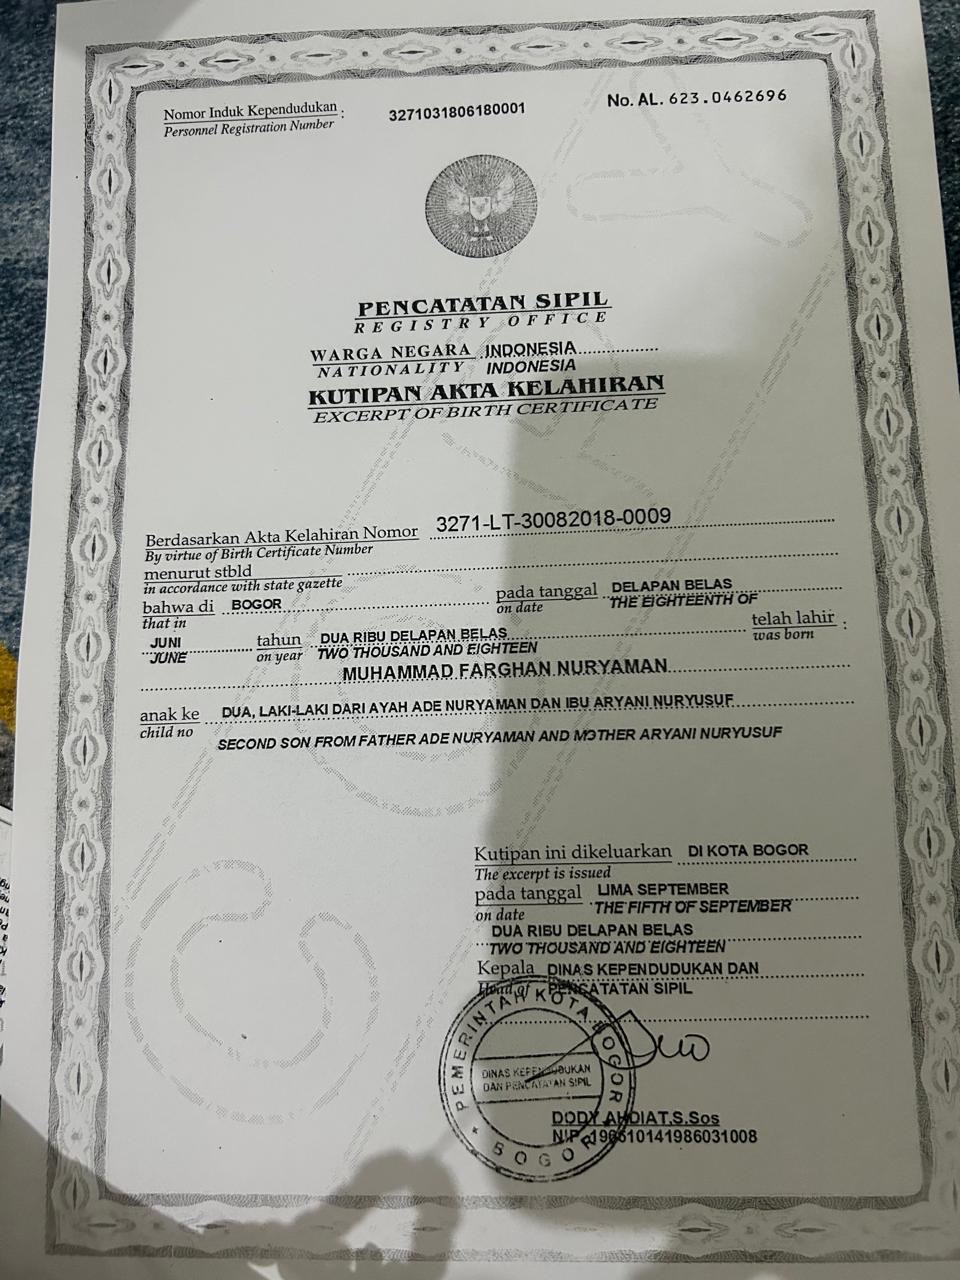 Nomor Induk Kependudukan : 3271031806180001 No. AL. 623.0462696
Personnel Registration Number
PENCATATAN SIPIL
REGISTRY OFFICE
WARGA NEGARA INDONESIA
NATIONALITY INDONESIA
KUTIPAN AKTA KELAHIRAN
EXCERPT OF BIRTH CERTIFICATE
Berdasarkan Akta Kelahiran Nomor 3271-LT-30082018-0009
By virtue of Birth Certificate Number
menurut stbld
in accordance with state gazette
bahwa di BOGOR pada tanggal DELAPAN BELAS
that in on date THE EIGHTEENTH OF
JUNI tahun DUA RIBU DELAPAN BELAS telah lahir :
JUNE on year TWO THOUSAND AND EIGHTEEN was born
MUHAMMAD FARGHAN NURYAMAN
anak ke DUA, LAKI-LAKI DARI AYAH ADE NURYAMAN DAN IBU ARYANI NURYUSUF
child no
SECOND SON FROM FATHER ADE NURYAMAN AND MOTHER ARYANI NURYUSUF
Kutipan ini dikeluarkan DI KOTA BOGOR
The excerpt is issued
pada tanggal LIMA SEPTEMBER
on date THE FIFTH OF SEPTEMBER
DUA RIBU DELAPAN BELAS
TWO THOUSAND AND EIGHTEEN
Kepala DINAS KEPENDUDUKAN DAN
Head of PENCATATAN SIPIL
PEMERINTAH KOTA BOGOR
DINAS KEPENDUDUKAN
DAN PENCATATAN SIPIL
BOGOR
DODY AHDIAT,S.Sos
NIP. 196510141986031008